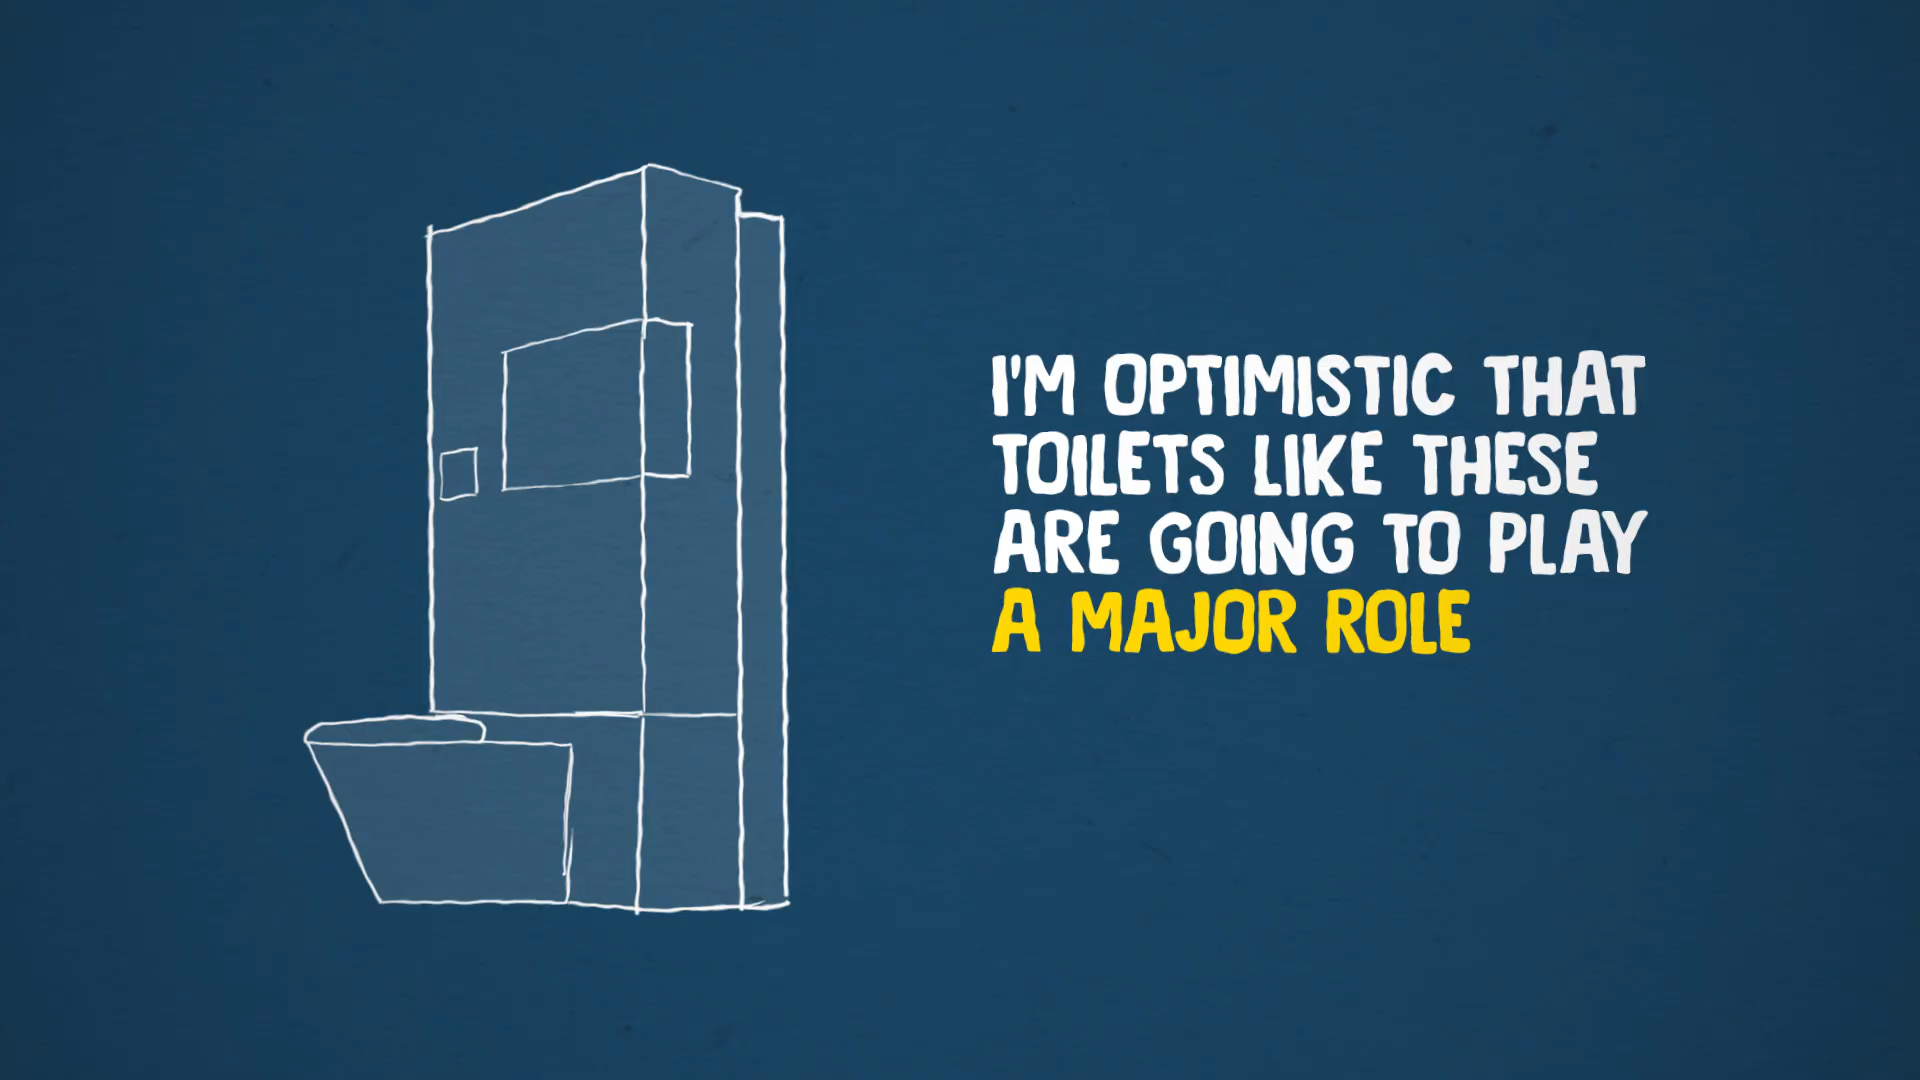 I'M OPTIMISTIC THAT
TOILETS LIKE THESE
ARE GOING TO PLAY
A MAJOR ROLE